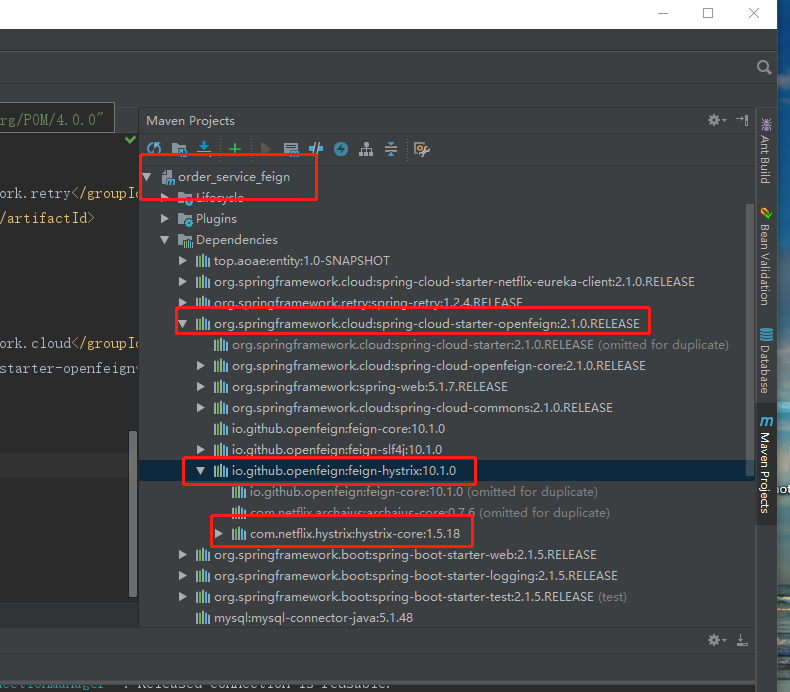 rg/POM/4.0.0"
Maven Projects
order_service_feign
Lifecycle
ork.retry</groupId
Plugins
/artifactId>
Dependencies
top.aoae:entity:1.0-SNAPSHOT
org.springframework.cloud:spring-cloud-starter-netflix-eureka-client:2.1.0.RELEASE
org.springframework.retry:spring-retry:1.2.4.RELEASE
org.springframework.cloud:spring-cloud-starter-openfeign:2.1.0.RELEASE
ork.cloud</groupId
org.springframework.cloud:spring-cloud-starter:2.1.0.RELEASE (omitted for duplicate)
starter-openfeign
org.springframework.cloud:spring-cloud-openfeign-core:2.1.0.RELEASE
org.springframework:spring-web:5.1.7.RELEASE
org.springframework.cloud:spring-cloud-commons:2.1.0.RELEASE
io.github.openfeign:feign-core:10.1.0
io.github.openfeign:feign-slf4j:10.1.0
io.github.openfeign:feign-hystrix:10.1.0
io.github.openfeign:feign-core:10.1.0 (omitted for duplicate)
com.netflix.archaius:archaius-core:0.7.6 (omitted for duplicate)
com.netflix.hystrix:hystrix-core:1.5.18
org.springframework.boot:spring-boot-starter-web:2.1.5.RELEASE
org.springframework.boot:spring-boot-starter-logging:2.1.5.RELEASE
org.springframework.boot:spring-boot-starter-test:2.1.5.RELEASE (test)
mysql:mysql-connector-java:5.1.48
Ant Build
Bean Validation
Database
m
Maven Projects
not
nectionManager : Released connection is reusable.